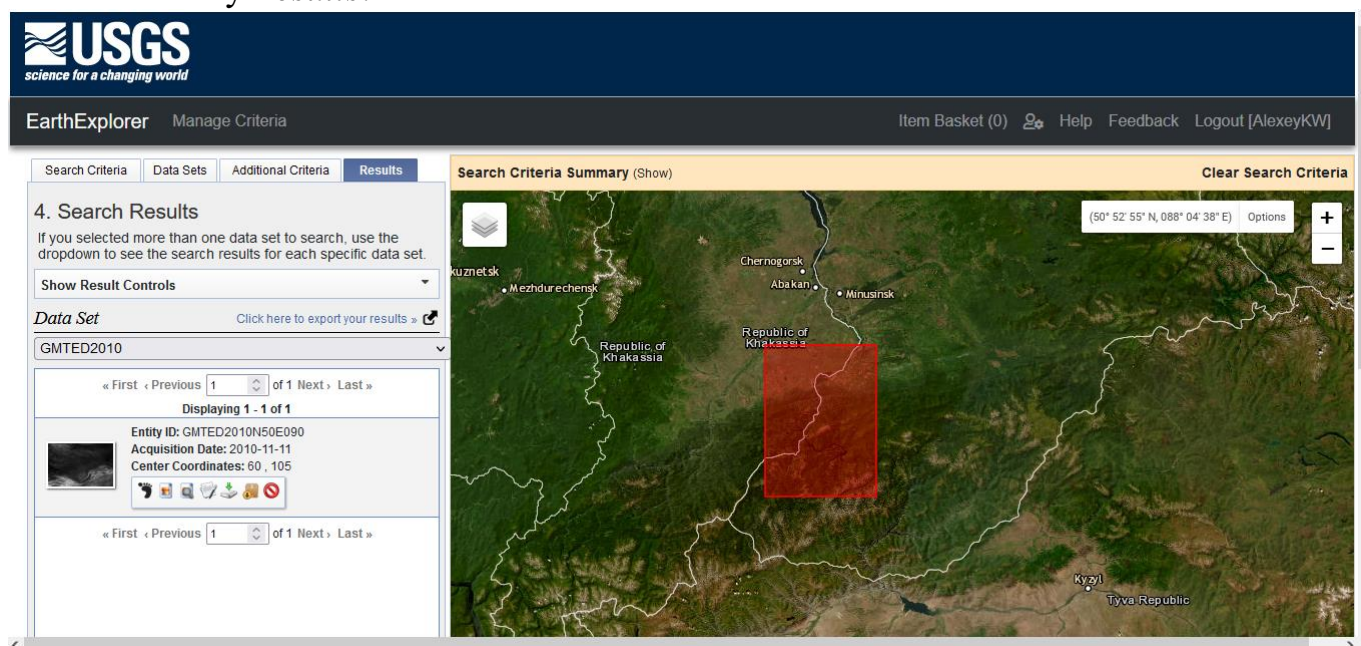 USGS
science for a changing world
EarthExplorer Manage Criteria Item Basket (0) Help Feedback Logout [AlexeyKW]
Search Criteria Data Sets Additional Criteria Results
4. Search Results
If you selected more than one data set to search, use the
dropdown to see the search results for each specific data set.
Show Result Controls
Data Set Click here to export your results »
GMTED2010
« First ‹ Previous 1 of 1 Next › Last »
Displaying 1 - 1 of 1
Entity ID: GMTED2010N50E090
Acquisition Date: 2010-11-11
Center Coordinates: 60 , 105
« First ‹ Previous 1 of 1 Next › Last »
Search Criteria Summary (Show) Clear Search Criteria
(50° 52' 55" N, 088° 04' 38" E) Options
+
−
kuznetsk
Mezhdurechensk
Chernogorsk
Abakan
Minusinsk
Republic of
Khakassia
Republic of
Khakassia
Kyzyl
Tyva Republic